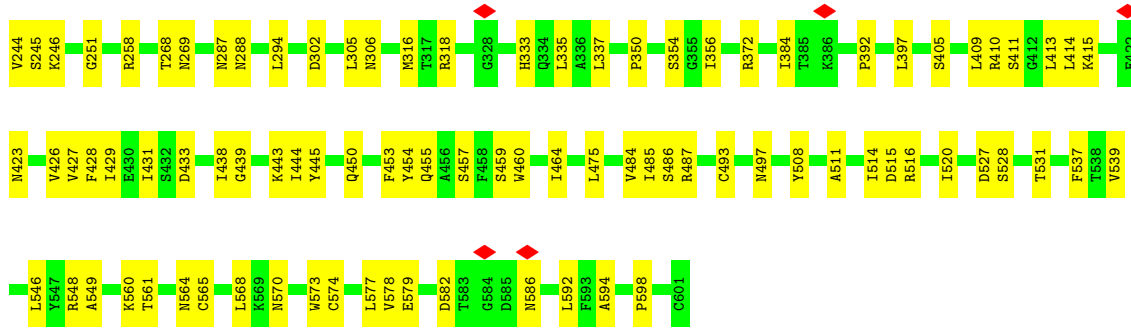 V244 S245 K246 G251 R258 T268 N269 N287 N288 L294 D302 L305 N306 M316 T317 R318 G328 H333 Q334 L335 A336 L337 P350 S354 G355 I356 R372 I384 T385 K386 P392 L397 S405 L409 R410 S411 G412 L413 L414 K415
N423 V426 V427 F428 I429 E430 I431 S432 D433 I438 G439 K443 I444 Y445 Q450 F453 Y454 Q455 A456 S457 F458 S459 W460 I464 L475 V484 I485 S486 R487 C493 N497 Y508 A511 I514 D515 R516 I520 D527 S528 T531 F537 T538 V539
L546 Y547 R548 A549 K560 T561 N564 C565 L568 K569 N570 W573 C574 L577 V578 E579 D582 T583 G584 D585 N586 L592 F593 A594 P598 C601